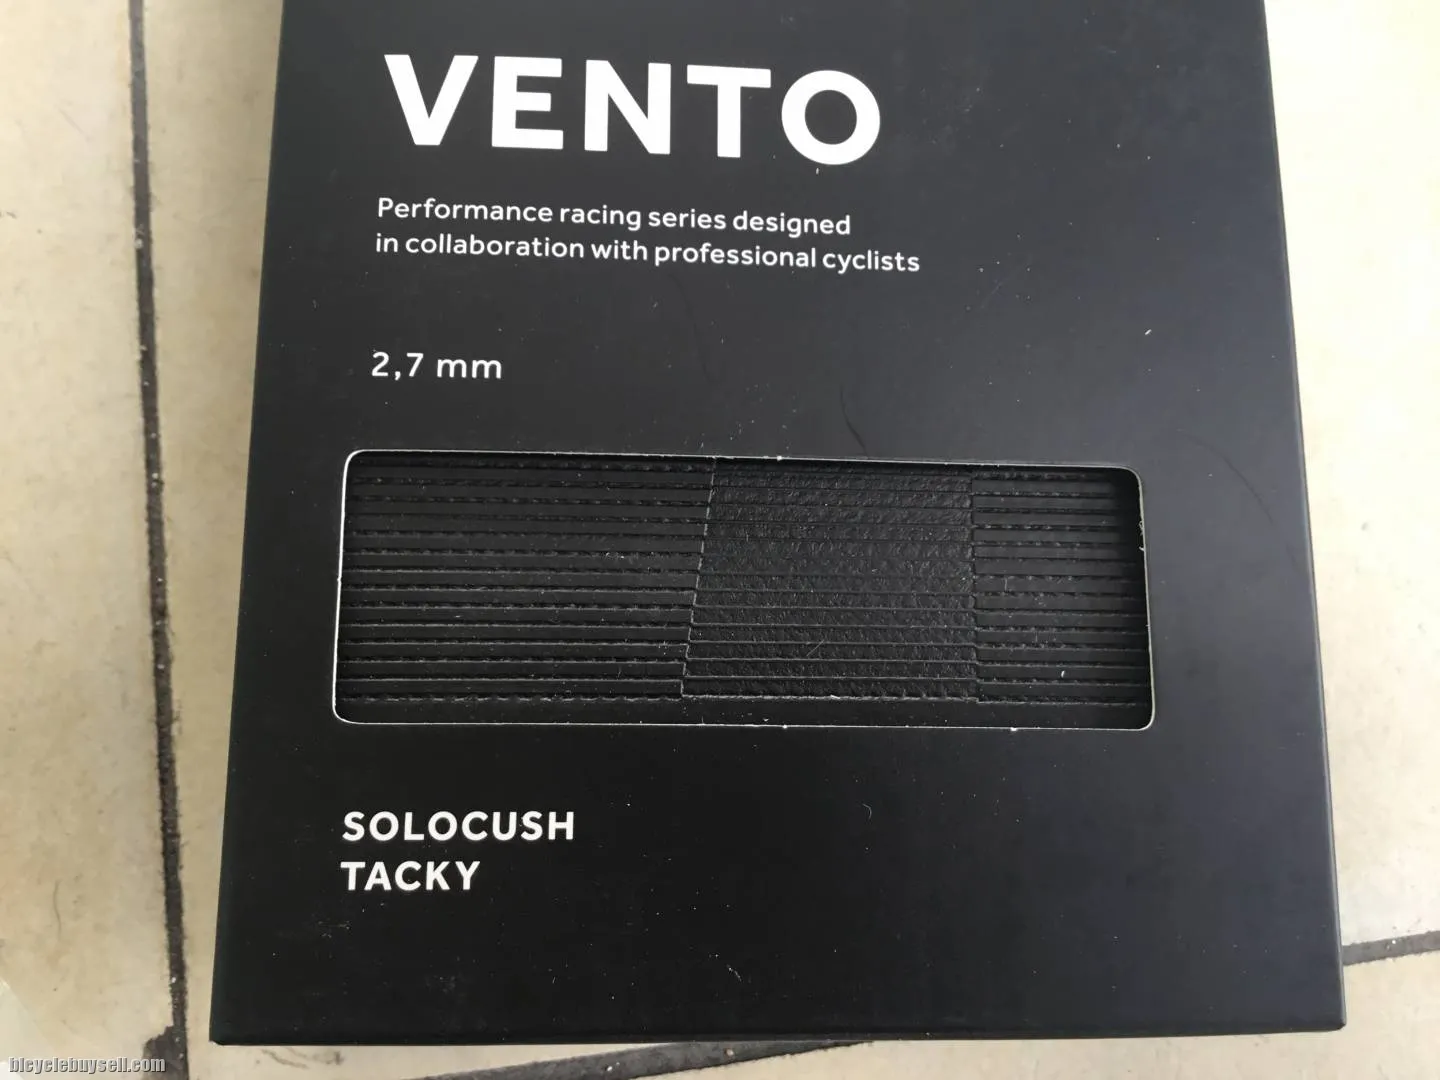 VENTO
Performance racing series designed
in collaboration with professional cyclists
2,7 mm
SOLOCUSH
TACKY
bicyclebuysell.com